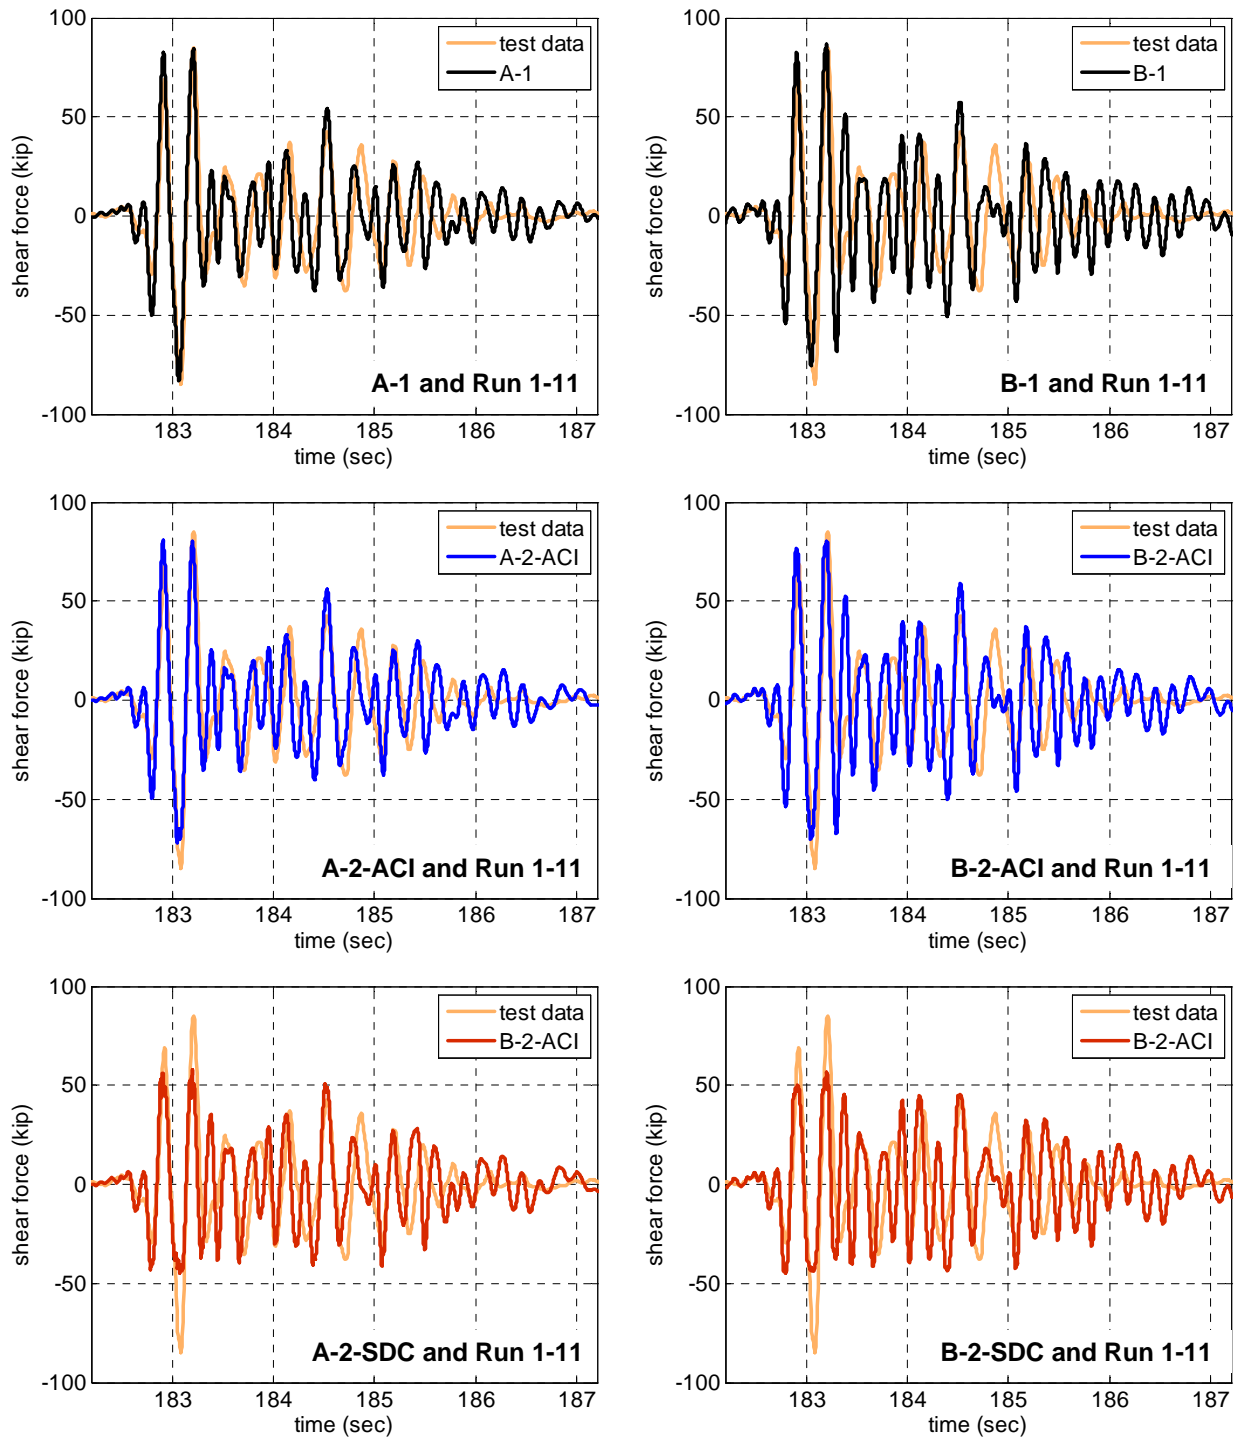 100
50
0
-50
-100
shear force (kip)
test data
A-1
A-1 and Run 1-11
183 184 185 186 187
time (sec)
100
50
0
-50
-100
shear force (kip)
test data
B-1
B-1 and Run 1-11
183 184 185 186 187
time (sec)
100
50
0
-50
-100
shear force (kip)
test data
A-2-ACI
A-2-ACI and Run 1-11
183 184 185 186 187
time (sec)
100
50
0
-50
-100
shear force (kip)
test data
B-2-ACI
B-2-ACI and Run 1-11
183 184 185 186 187
time (sec)
100
50
0
-50
-100
shear force (kip)
test data
B-2-ACI
A-2-SDC and Run 1-11
183 184 185 186 187
time (sec)
100
50
0
-50
-100
shear force (kip)
test data
B-2-ACI
B-2-SDC and Run 1-11
183 184 185 186 187
time (sec)